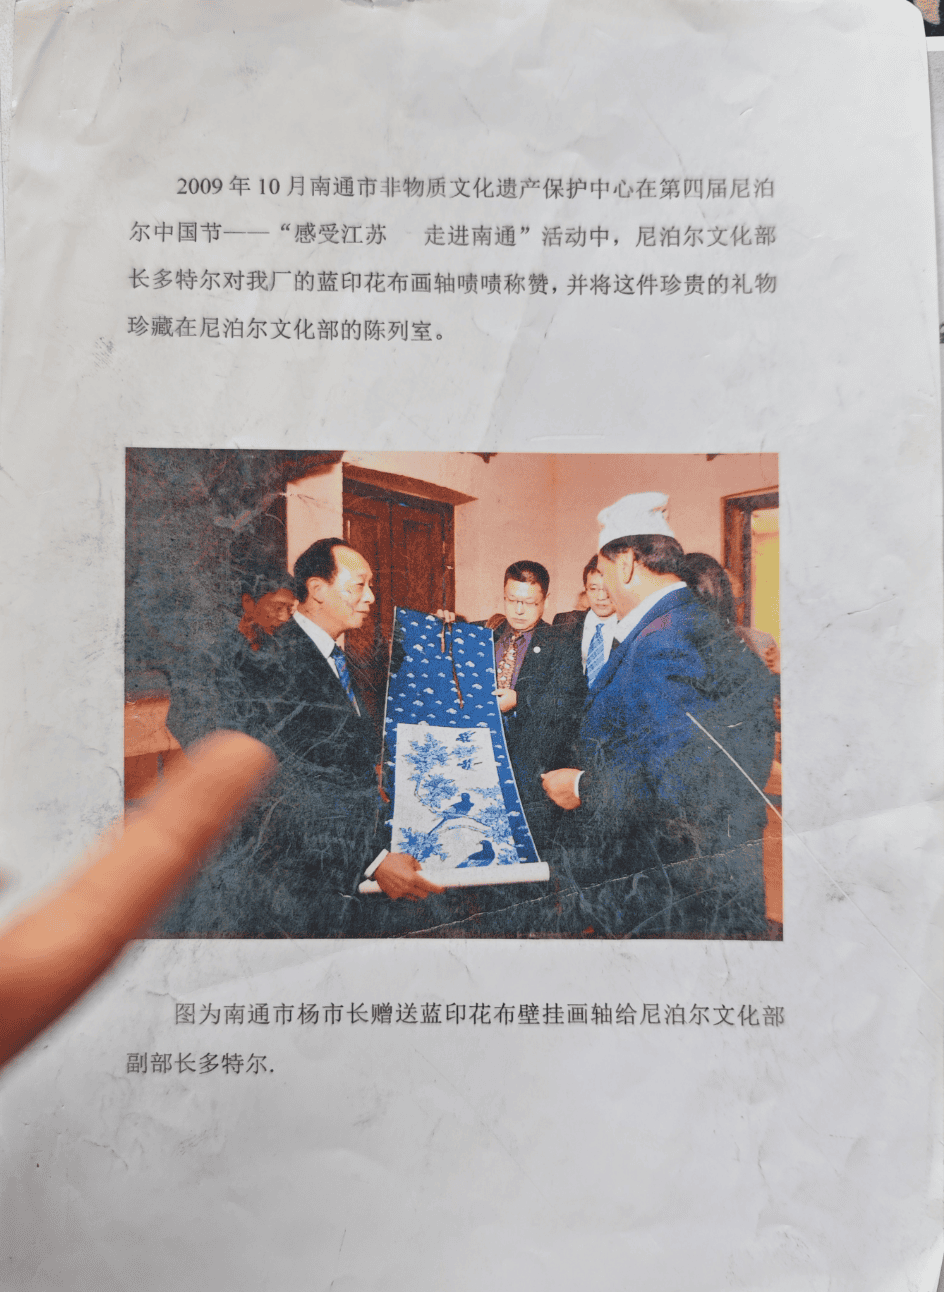 2009 年 10 月南通市非物质文化遗产保护中心在第四届尼泊
尔中国节——“感受江苏　走进南通”活动中，尼泊尔文化部
长多特尔对我厂的蓝印花布画轴啧啧称赞，并将这件珍贵的礼物
珍藏在尼泊尔文化部的陈列室。
图为南通市杨市长赠送蓝印花布壁挂画轴给尼泊尔文化部
副部长多特尔.